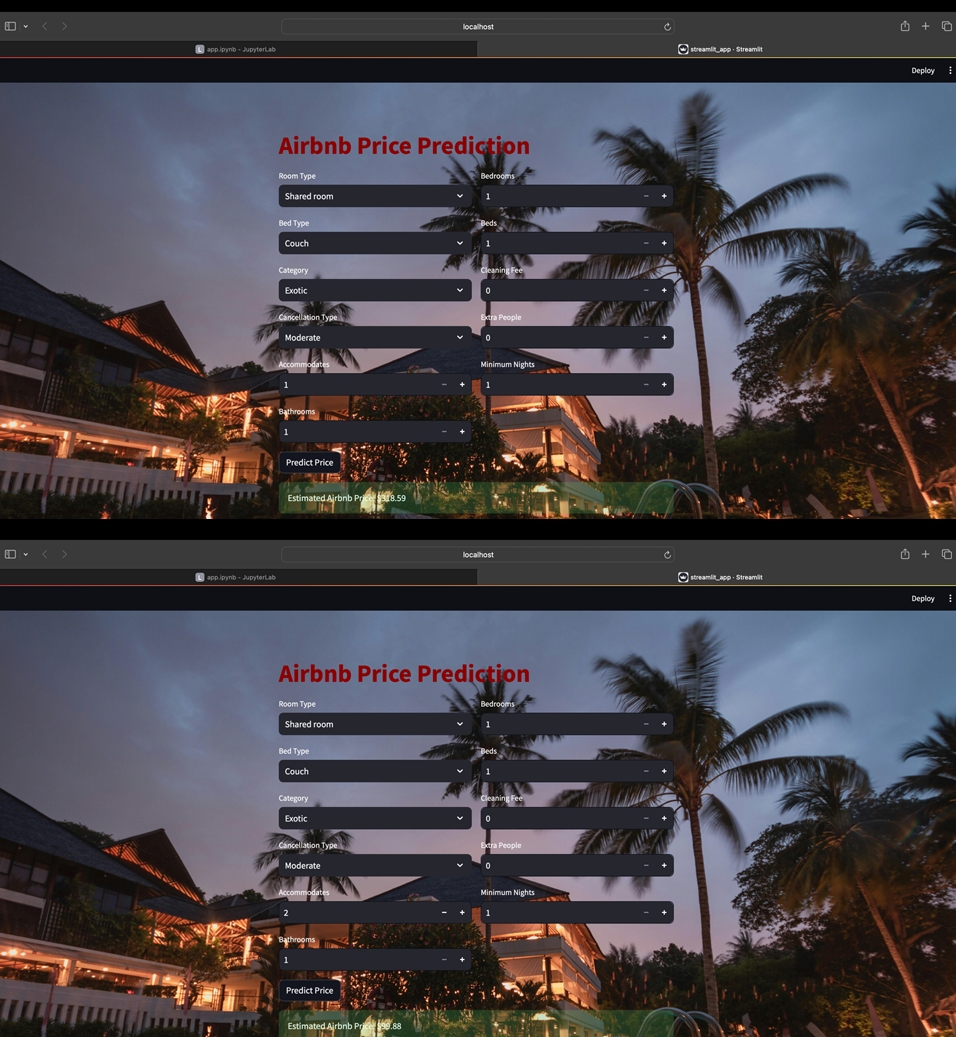 localhost
app.ipynb - JupyterLab
streamlit_app · Streamlit
Deploy
Airbnb Price Prediction
Room Type
Bedrooms
Shared room
1
Bed Type
Beds
Couch
1
Category
Cleaning Fee
Exotic
0
Cancellation Type
Extra People
Moderate
0
Accommodates
Minimum Nights
1
1
Bathrooms
1
Predict Price
Estimated Airbnb Price: $318.59
localhost
app.ipynb - JupyterLab
streamlit_app · Streamlit
Deploy
Airbnb Price Prediction
Room Type
Bedrooms
Shared room
1
Bed Type
Beds
Couch
1
Category
Cleaning Fee
Exotic
0
Cancellation Type
Extra People
Moderate
0
Accommodates
Minimum Nights
2
1
Bathrooms
1
Predict Price
Estimated Airbnb Price: